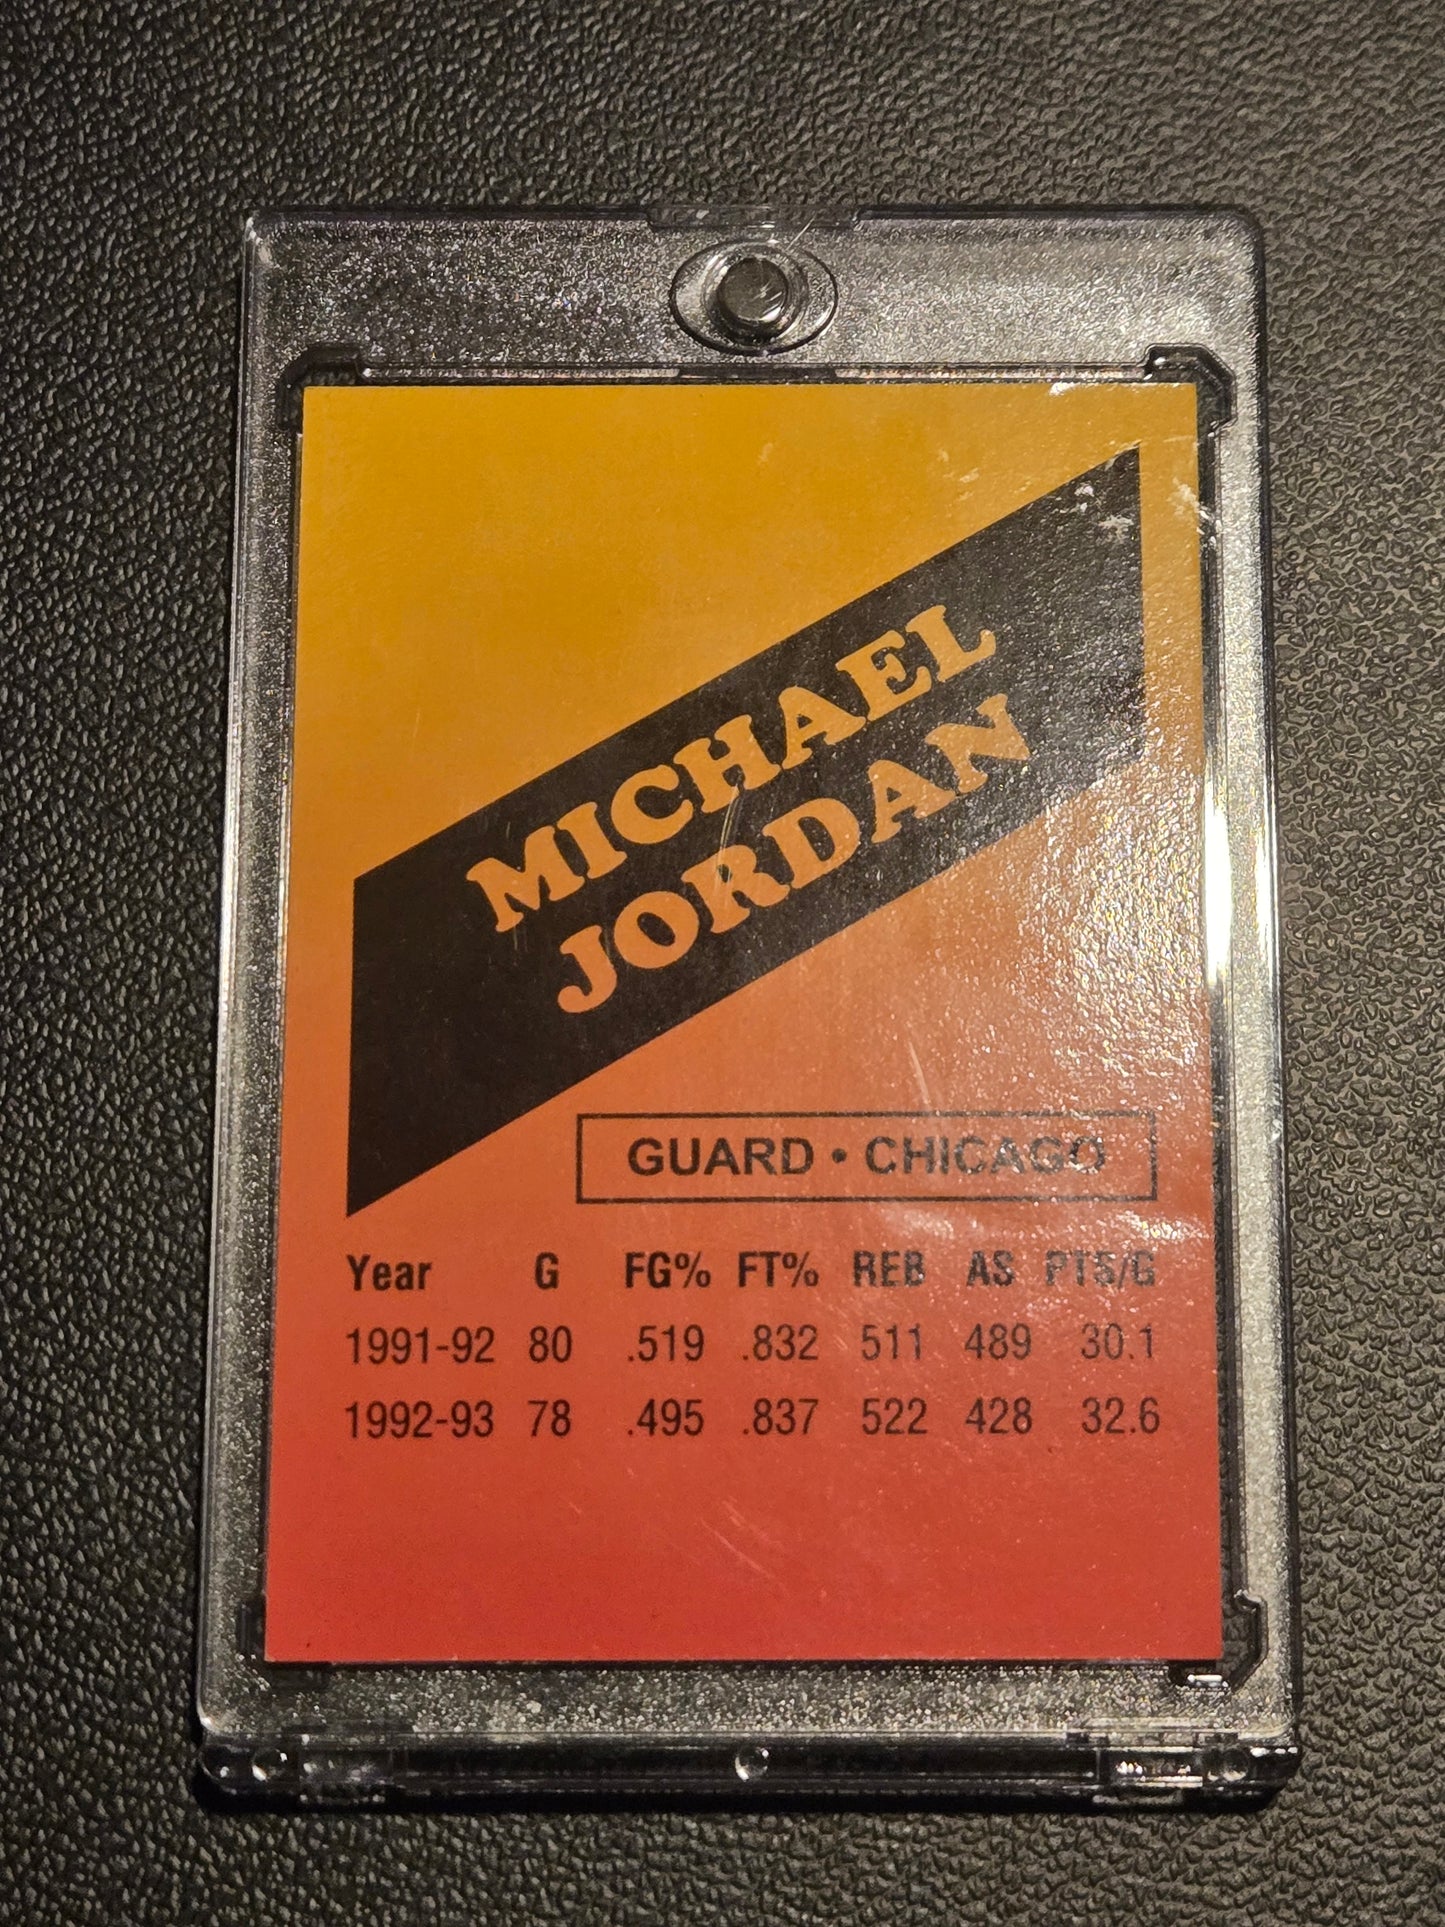 MICHAEL
JORDAN
GUARD • CHICAGO
Year G FG% FT% REB AS PTS/G
1991-92 80 .519 .832 511 489 30.1
1992-93 78 .495 .837 522 428 32.6